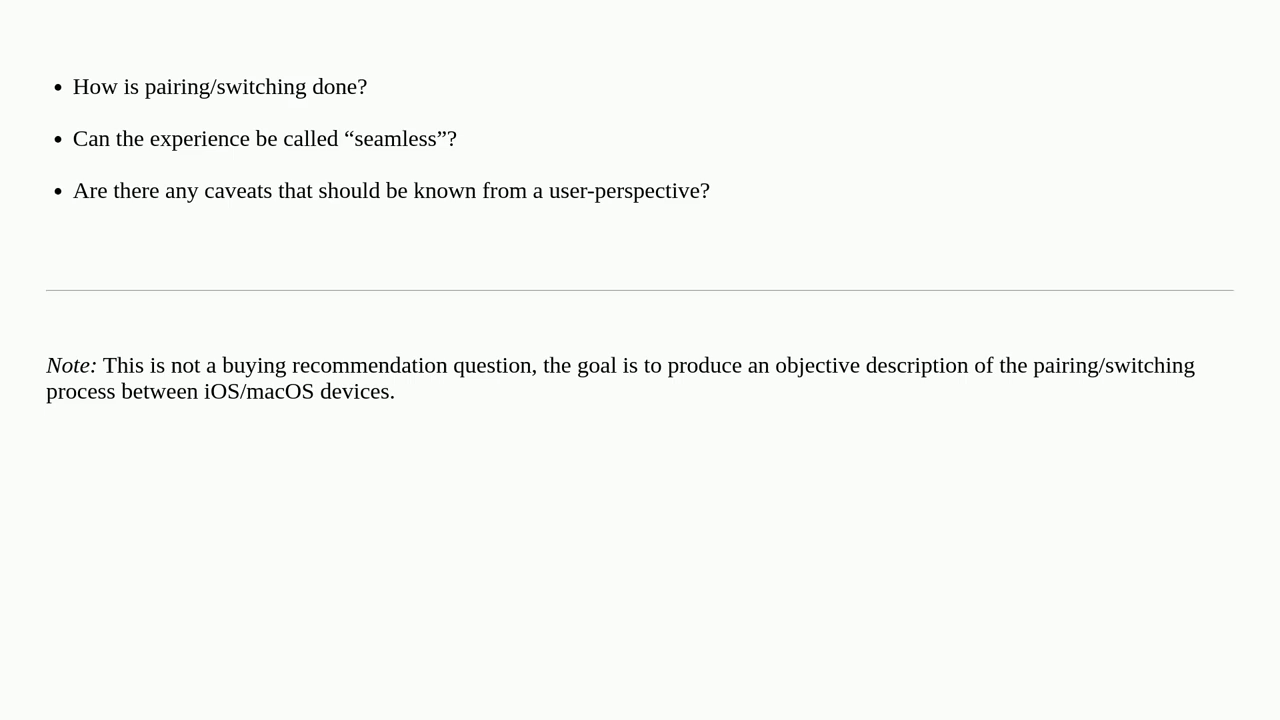 • How is pairing/switching done?
• Can the experience be called “seamless”?
• Are there any caveats that should be known from a user-perspective?
Note: This is not a buying recommendation question, the goal is to produce an objective description of the pairing/switching
process between iOS/macOS devices.